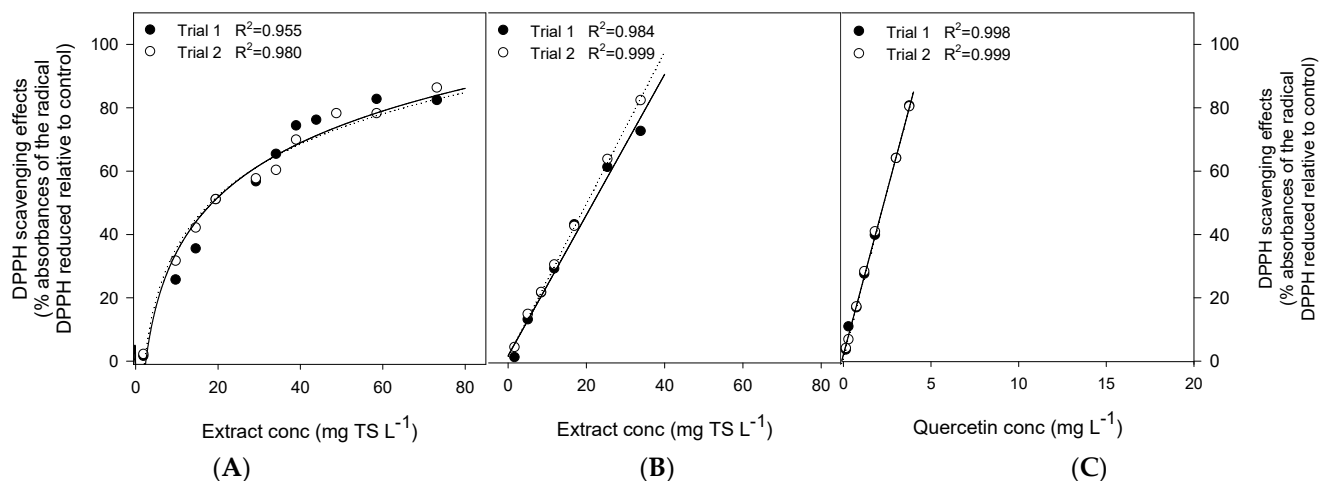 DPPH scavenging effects
(% absorbances of the radical
DPPH reduced relative to control)
100
80
60
40
20
0
Trial 1 R²=0.955
Trial 2 R²=0.980
0 20 40 60 80
Extract conc (mg TS L⁻¹)
(A)
Trial 1 R²=0.984
Trial 2 R²=0.999
0 20 40 60 80
Extract conc (mg TS L⁻¹)
(B)
Trial 1 R²=0.998
Trial 2 R²=0.999
0 5 10 15 20
Quercetin conc (mg L⁻¹)
(C)
100
80
60
40
20
0
DPPH scavenging effects
(% absorbances of the radical
DPPH reduced relative to control)